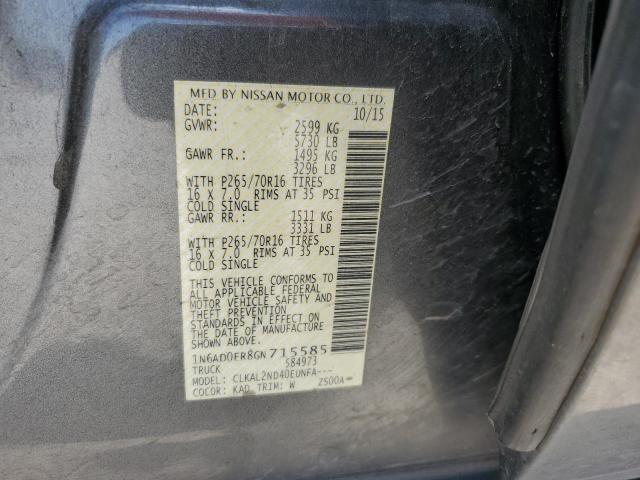 MFD BY NISSAN MOTOR CO., LTD.
DATE: 10/15
GVWR: 2599 KG
5730 LB
GAWR FR.: 1495 KG
3296 LB
WITH P265/70R16 TIRES
16 X 7.0 RIMS AT 35 PSI
COLD SINGLE
GAWR RR.: 1511 KG
3331 LB
WITH P265/70R16 TIRES
16 X 7.0 RIMS AT 35 PSI
COLD SINGLE
THIS VEHICLE CONFORMS TO
ALL APPLICABLE FEDERAL
MOTOR VEHICLE SAFETY AND
THEFT PREVENTION
STANDARDS IN EFFECT ON THE
DATE OF MANUFACTURE
SHOWN ABOVE.
1N6AD0ER8GN715585
TRUCK 584973
MODEL: CLKAL2ND40EUNFA---
COLOR: KAD TRIM: W ZS00A-